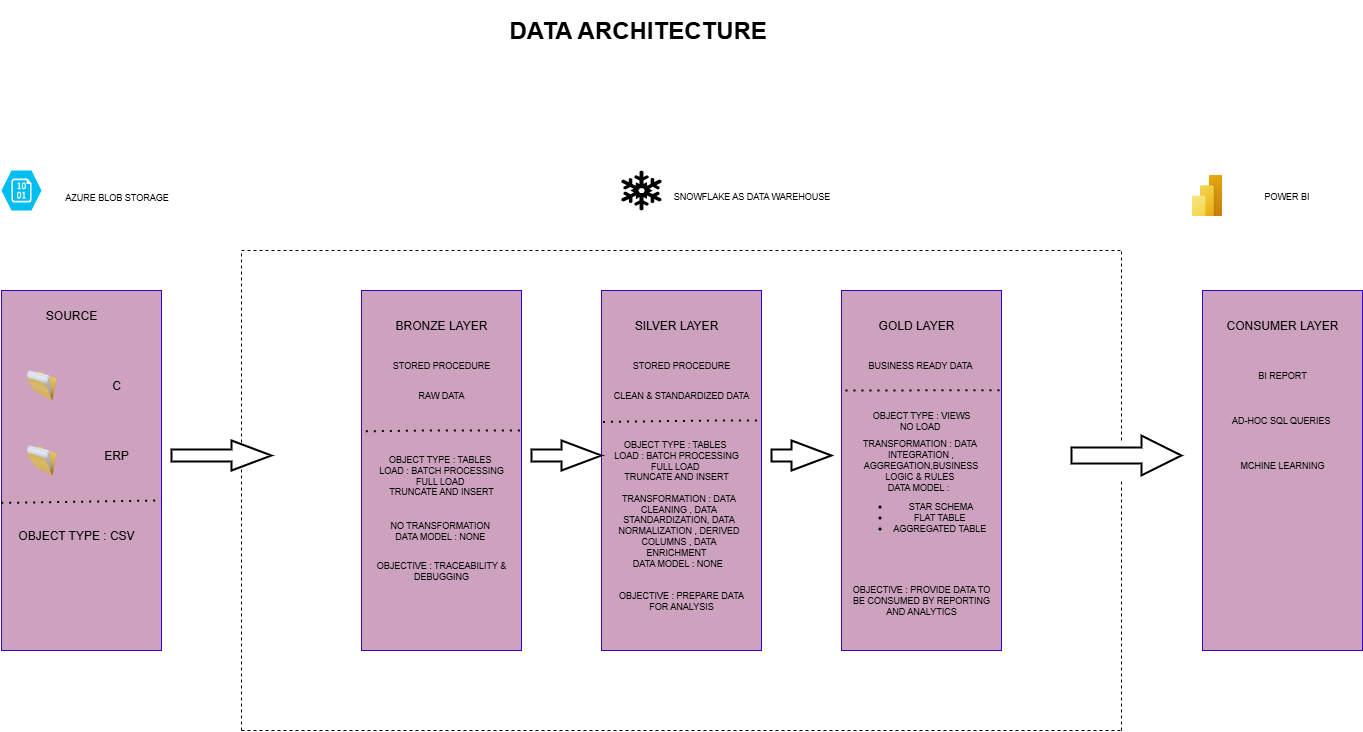 DATA ARCHITECTURE
10
01
AZURE BLOB STORAGE
SNOWFLAKE AS DATA WAREHOUSE
POWER BI
SOURCE
C
ERP
OBJECT TYPE : CSV
BRONZE LAYER
STORED PROCEDURE
RAW DATA
OBJECT TYPE : TABLES
LOAD : BATCH PROCESSING
FULL LOAD
TRUNCATE AND INSERT
NO TRANSFORMATION
DATA MODEL : NONE
OBJECTIVE : TRACEABILITY &
DEBUGGING
SILVER LAYER
STORED PROCEDURE
CLEAN & STANDARDIZED DATA
OBJECT TYPE : TABLES
LOAD : BATCH PROCESSING
FULL LOAD
TRUNCATE AND INSERT
TRANSFORMATION : DATA
CLEANING , DATA
STANDARDIZATION, DATA
NORMALIZATION , DERIVED
COLUMNS , DATA
ENRICHMENT
DATA MODEL : NONE
OBJECTIVE : PREPARE DATA
FOR ANALYSIS
GOLD LAYER
BUSINESS READY DATA
OBJECT TYPE : VIEWS
NO LOAD
TRANSFORMATION : DATA
INTEGRATION ,
AGGREGATION,BUSINESS
LOGIC & RULES
DATA MODEL :
• STAR SCHEMA
• FLAT TABLE
• AGGREGATED TABLE
OBJECTIVE : PROVIDE DATA TO
BE CONSUMED BY REPORTING
AND ANALYTICS
CONSUMER LAYER
BI REPORT
AD-HOC SQL QUERIES
MCHINE LEARNING